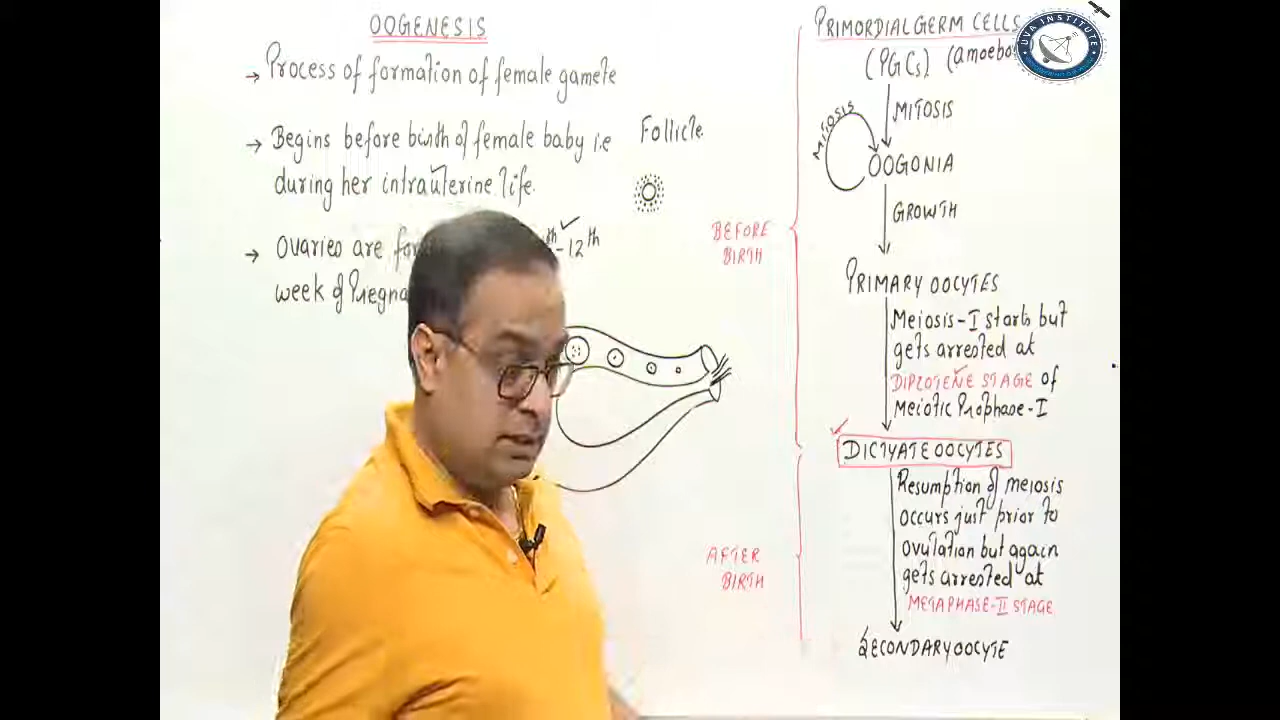 OOGENESIS
→ Process of formation of female gamete
→ Begins before birth of female baby i.e
during her intrauterine life.
→ Ovaries are th-12th
week of
Follicle
PRIMORDIAL GERM CELLS
(PGCs)
MITOSIS
MITOSIS
OOGONIA
GROWTH
BEFORE
BIRTH
PRIMARY OOCYTES
Meiosis-I starts but
gets arrested at
DIPLOTENE STAGE of
Meiotic Prophase-I
DICTYATE OOCYTES
Resumption of meiosis
occurs just prior to
ovulation but again
gets arrested at
METAPHASE-II STAGE
AFTER
BIRTH
SECONDARY OOCYTE
UVA INSTITUTE